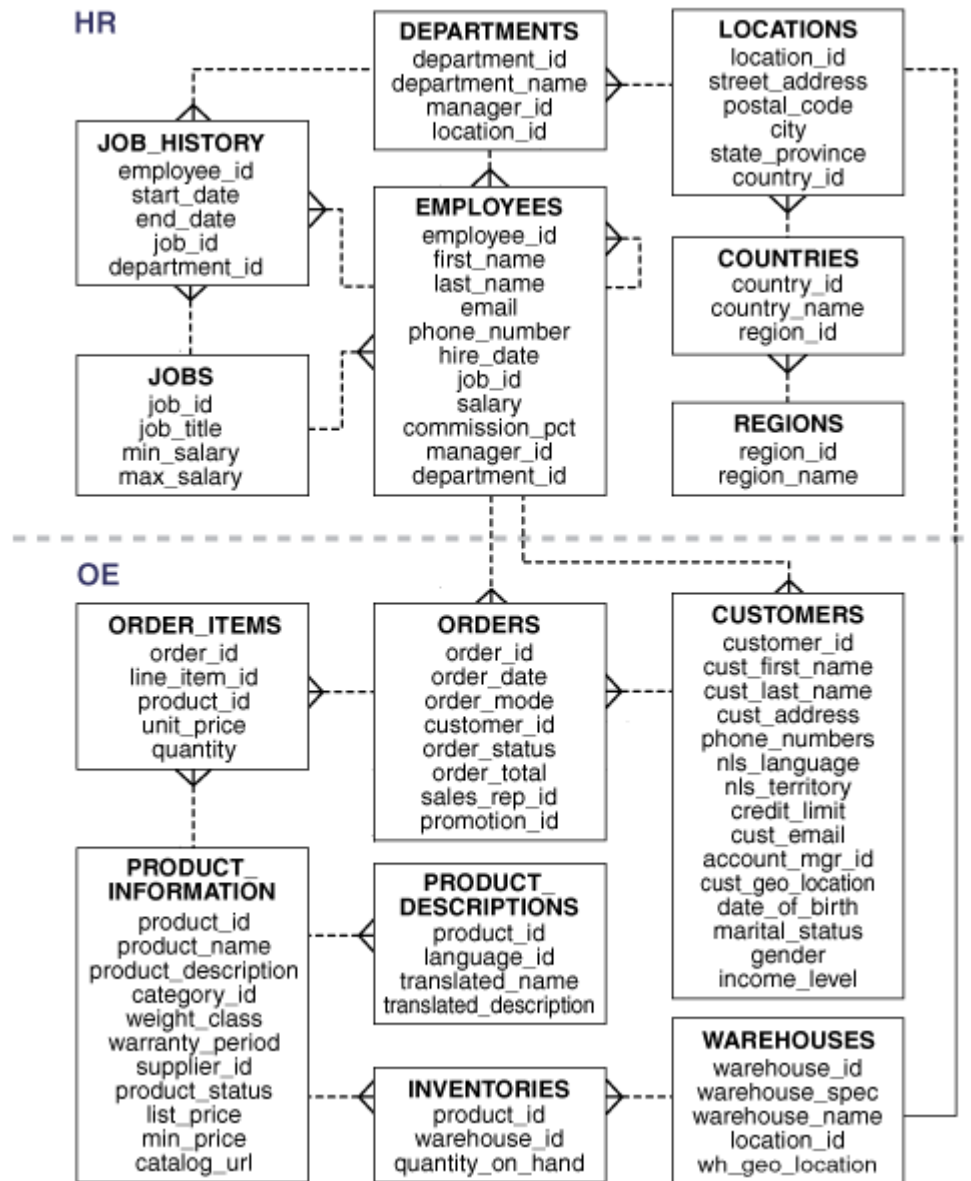 HR
DEPARTMENTS
department_id
department_name
manager_id
location_id
LOCATIONS
location_id
street_address
postal_code
city
state_province
country_id
JOB_HISTORY
employee_id
start_date
end_date
job_id
department_id
EMPLOYEES
employee_id
first_name
last_name
email
phone_number
hire_date
job_id
salary
commission_pct
manager_id
department_id
COUNTRIES
country_id
country_name
region_id
JOBS
job_id
job_title
min_salary
max_salary
REGIONS
region_id
region_name
OE
ORDER_ITEMS
order_id
line_item_id
product_id
unit_price
quantity
ORDERS
order_id
order_date
order_mode
customer_id
order_status
order_total
sales_rep_id
promotion_id
CUSTOMERS
customer_id
cust_first_name
cust_last_name
cust_address
phone_numbers
nls_language
nls_territory
credit_limit
cust_email
account_mgr_id
cust_geo_location
date_of_birth
marital_status
gender
income_level
PRODUCT_
INFORMATION
product_id
product_name
product_description
category_id
weight_class
warranty_period
supplier_id
product_status
list_price
min_price
catalog_url
PRODUCT_
DESCRIPTIONS
product_id
language_id
translated_name
translated_description
INVENTORIES
product_id
warehouse_id
quantity_on_hand
WAREHOUSES
warehouse_id
warehouse_spec
warehouse_name
location_id
wh_geo_location